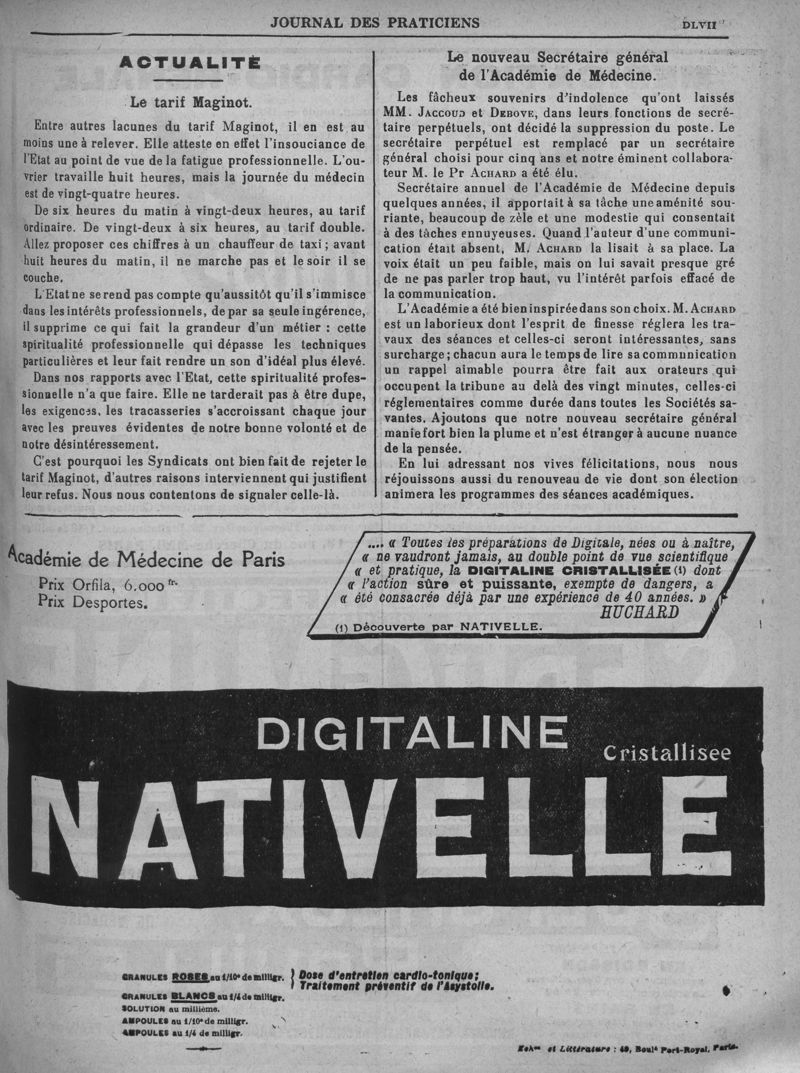 JOURNAL DES PRATICIENS
DLVII
ACTUALITÉ
Le tarif Maginot.
Entre autres lacunes du tarif Maginot, il en est au
moins une à relever. Elle atteste en effet l'insouciance de
l'Etat au point de vue de la fatigue professionnelle. L'ou-
vrier travaille huit heures, mais la journée du médecin
est de vingt-quatre heures.
De six heures du matin à vingt-deux heures, au tarif
ordinaire. De vingt-deux à six heures, au tarif double.
Allez proposer ces chiffres à un chauffeur de taxi ; avant
huit heures du matin, il ne marche pas et le soir il se
couche.
L'Etat ne se rend pas compte qu'aussitôt qu'il s'immisce
dans les intérêts professionnels, de par sa seule ingérence,
il supprime ce qui fait la grandeur d'un métier : cette
spiritualité professionnelle qui dépasse les techniques
particulières et leur fait rendre un son d'idéal plus élevé.
Dans nos rapports avec l'Etat, cette spiritualité profes-
sionnelle n'a que faire. Elle ne tarderait pas à être dupe,
les exigences, les tracasseries s'accroissant chaque jour
avec les preuves évidentes de notre bonne volonté et de
notre désintéressement.
C'est pourquoi les Syndicats ont bien fait de rejeter le
tarif Maginot, d'autres raisons interviennent qui justifient
leur refus. Nous nous contentons de signaler celle-là.
Le nouveau Secrétaire général
de l'Académie de Médecine.
Les fâcheux souvenirs d'indolence qu'ont laissés
MM. JACCOUD et DEBOVE, dans leurs fonctions de secré-
taire perpétuels, ont décidé la suppression du poste. Le
secrétaire perpétuel est remplacé par un secrétaire
général choisi pour cinq ans et notre éminent collabora-
teur M. le Pr ACHARD a été élu.
Secrétaire annuel de l'Académie de Médecine depuis
quelques années, il apportait à sa tâche une aménité sou-
riante, beaucoup de zèle et une modestie qui consentait
à des tâches ennuyeuses. Quand l'auteur d'une communi-
cation était absent, M. ACHARD la lisait à sa place. La
voix était un peu faible, mais on lui savait presque gré
de ne pas parler trop haut, vu l'intérêt parfois effacé de
la communication.
L'Académie a été bien inspirée dans son choix. M. ACHARD
est un laborieux dont l'esprit de finesse réglera les tra-
vaux des séances et celles-ci seront intéressantes, sans
surcharge ; chacun aura le temps de lire sa communication
un rappel aimable pourra être fait aux orateurs qui
occupent la tribune au delà des vingt minutes, celles-ci
réglementaires comme durée dans toutes les Sociétés sa-
vantes. Ajoutons que notre nouveau secrétaire général
manie fort bien la plume et n'est étranger à aucune nuance
de la pensée.
En lui adressant nos vives félicitations, nous nous
réjouissons aussi du renouveau de vie dont son élection
animera les programmes des séances académiques.
Académie de Médecine de Paris
Prix Orfila, 6.000 fr.
Prix Desportes.
.... « Toutes les préparations de Digitale, nées ou à naître,
« ne vaudront jamais, au double point de vue scientifique
« et pratique, la DIGITALINE CRISTALLISÉE (1) dont
« l'action sûre et puissante, exempte de dangers, a
« été consacrée déjà par une expérience de 40 années. »
HUCHARD
(1) Découverte par NATIVELLE.
DIGITALINE
Cristallisee
NATIVELLE
GRANULES ROSES au 1/10e de milligr. } Dose d'entretien cardio-tonique;
Traitement préventif de l'Asystolie.
GRANULES BLANCS au 1/4 de milligr.
SOLUTION au millième.
AMPOULES au 1/10e de milligr.
AMPOULES au 1/4 de milligr.
Echns et Littérature : 49, Boulᵈ Port-Royal, Paris.